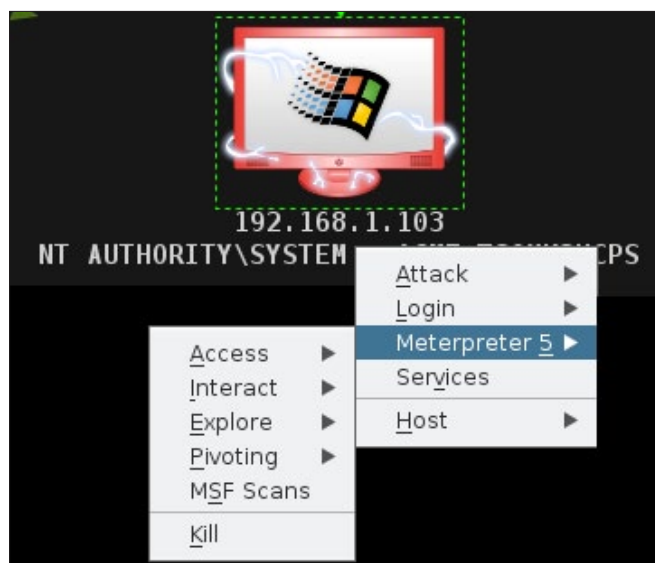 192.168.1.103
NT AUTHORITY\SYSTEM
Attack
Login
Meterpreter 5
Services
Host
Access
Interact
Explore
Pivoting
MSF Scans
Kill